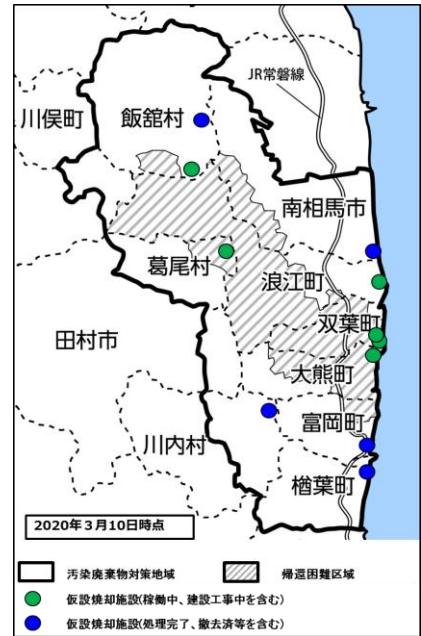 JR常磐線
川俣町
飯舘村
南相馬市
葛尾村
浪江町
双葉町
田村市
大熊町
富岡町
川内村
楢葉町
2020年3月10日時点
汚染廃棄物対策地域
帰還困難区域
仮設焼却施設(稼働中、建設工事中を含む)
仮設焼却施設(処理完了、撤去済等を含む)